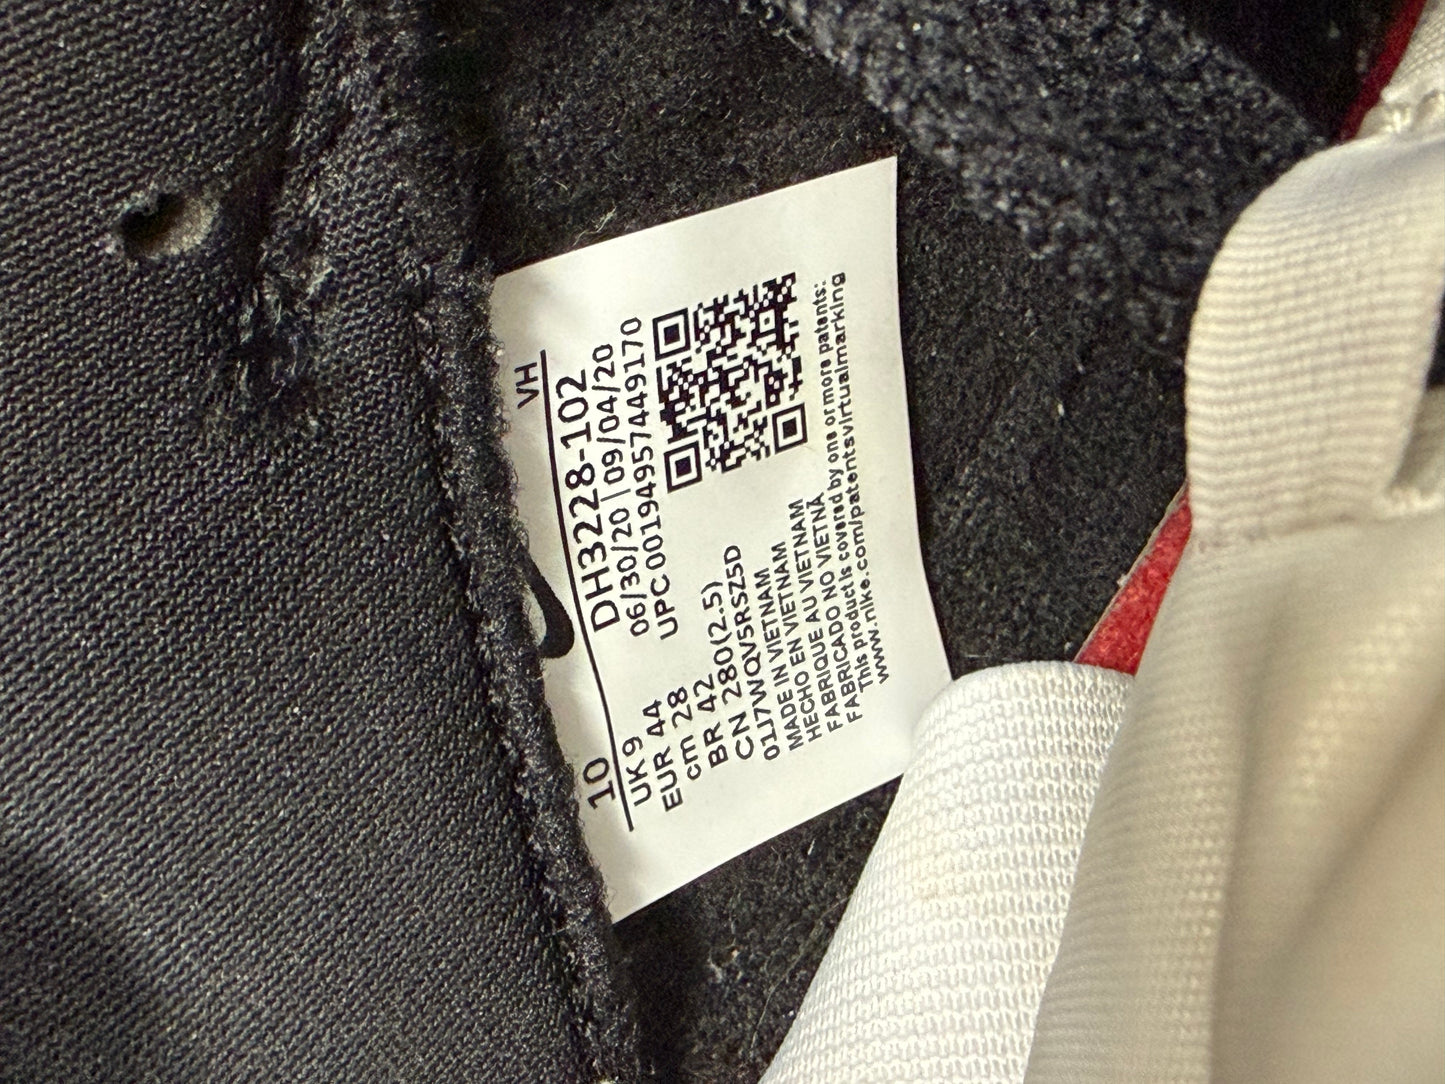 10
VH
UK 9
EUR 44
cm 28
BR 42
CN 280(2.5)
DH3228-102
06/30/20 | 09/04/20
UPC 00194957449170
01J7WQV5RSZ5D
MADE IN VIETNAM
HECHO EN VIETNAM
FABRIQUE AU VIETNAM
FABRICADO NO VIETNÃ
This product is covered by one or more patents:
www.nike.com/patentsvirtualmarking